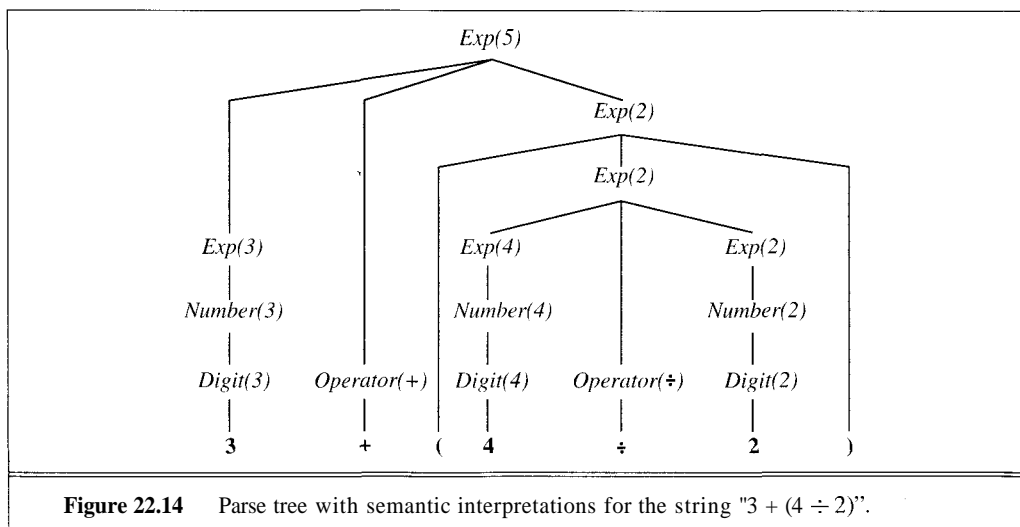 Exp(5)
Exp(2)
Exp(2)
Exp(3) Exp(4) Exp(2)
Number(3) Number(4) Number(2)
Digit(3) Operator(+) Digit(4) Operator(÷) Digit(2)
3 + ( 4 ÷ 2 )
Figure 22.14 Parse tree with semantic interpretations for the string "3 + (4 ÷ 2)”.